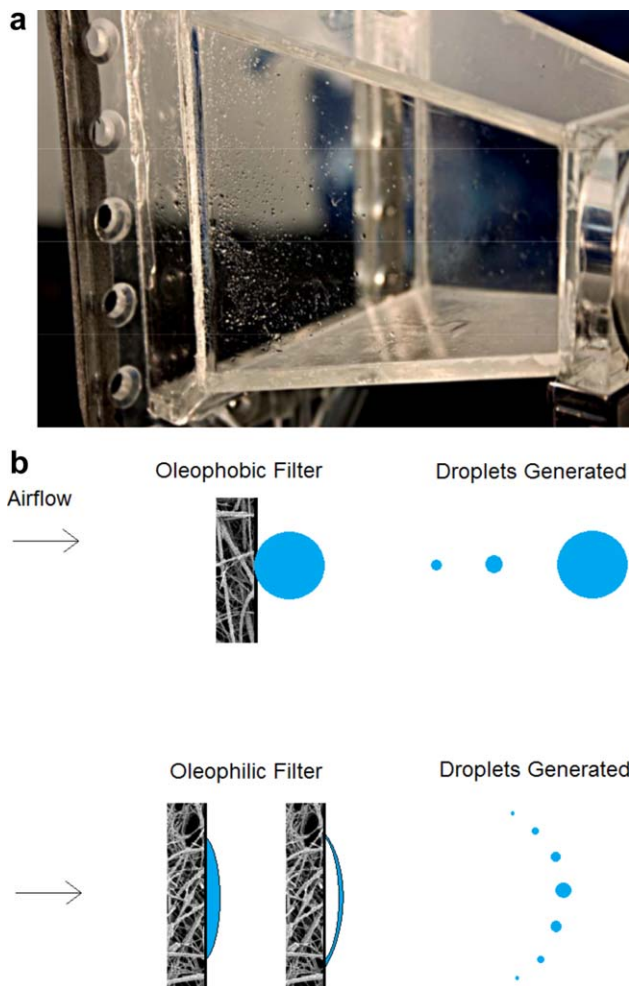 a
b
Oleophobic Filter
Droplets Generated
Airflow
Oleophilic Filter
Droplets Generated